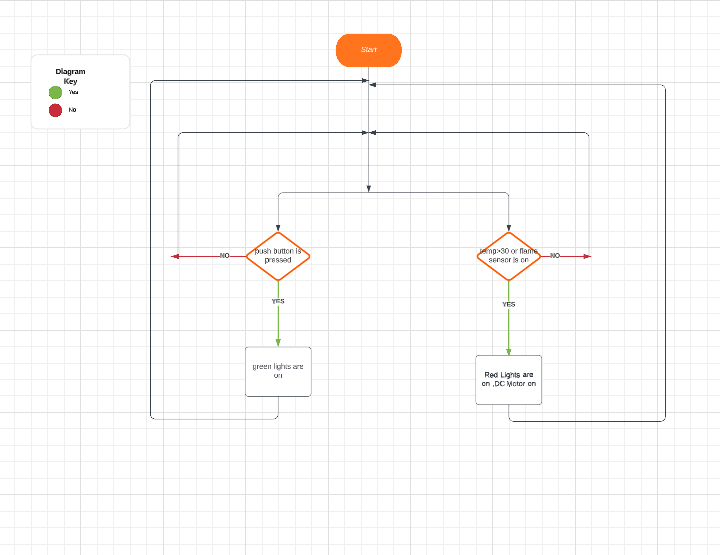 Start
Diagram
Key
Yes
No
push button is
pressed
temp>30 or flame
sensor is on
NO
NO
YES
YES
green lights are
on
Red Lights are
on ,DC Motor on